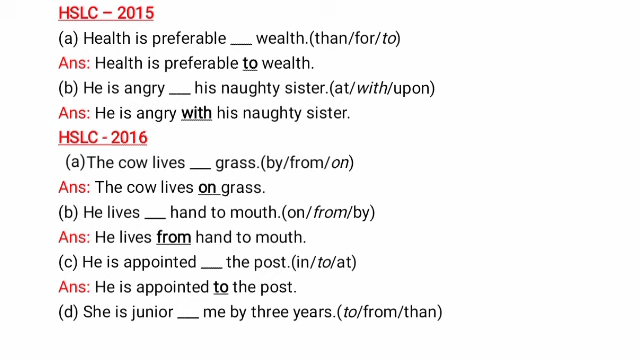 HSLC – 2015
(a) Health is preferable ___ wealth.(than/for/to)
Ans: Health is preferable to wealth.
(b) He is angry ___ his naughty sister.(at/with/upon)
Ans: He is angry with his naughty sister.
HSLC - 2016
(a)The cow lives ___ grass.(by/from/on)
Ans: The cow lives on grass.
(b) He lives ___ hand to mouth.(on/from/by)
Ans: He lives from hand to mouth.
(c) He is appointed ___ the post.(in/to/at)
Ans: He is appointed to the post.
(d) She is junior ___ me by three years.(to/from/than)